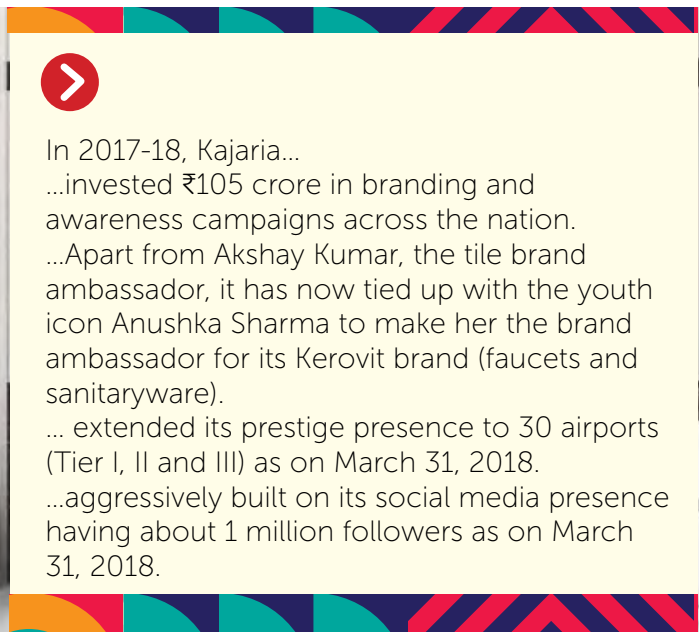 In 2017-18, Kajaria...
...invested ₹105 crore in branding and
awareness campaigns across the nation.
...Apart from Akshay Kumar, the tile brand
ambassador, it has now tied up with the youth
icon Anushka Sharma to make her the brand
ambassador for its Kerovit brand (faucets and
sanitaryware).
... extended its prestige presence to 30 airports
(Tier I, II and III) as on March 31, 2018.
...aggressively built on its social media presence
having about 1 million followers as on March
31, 2018.